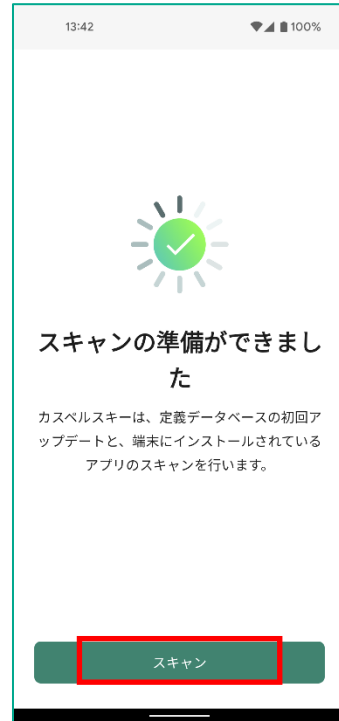 13:42 100%
スキャンの準備ができまし
た
カスペルスキーは、定義データベースの初回ア
ップデートと、端末にインストールされている
アプリのスキャンを行います。
スキャン